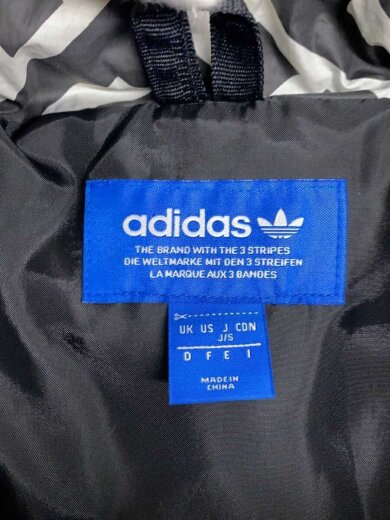 adidas
THE BRAND WITH THE 3 STRIPES
DIE WELTMARKE MIT DEN 3 STREIFEN
LA MARQUE AUX 3 BANDES
UK US J CDN
J/S
D F E I
MADE IN
CHINA